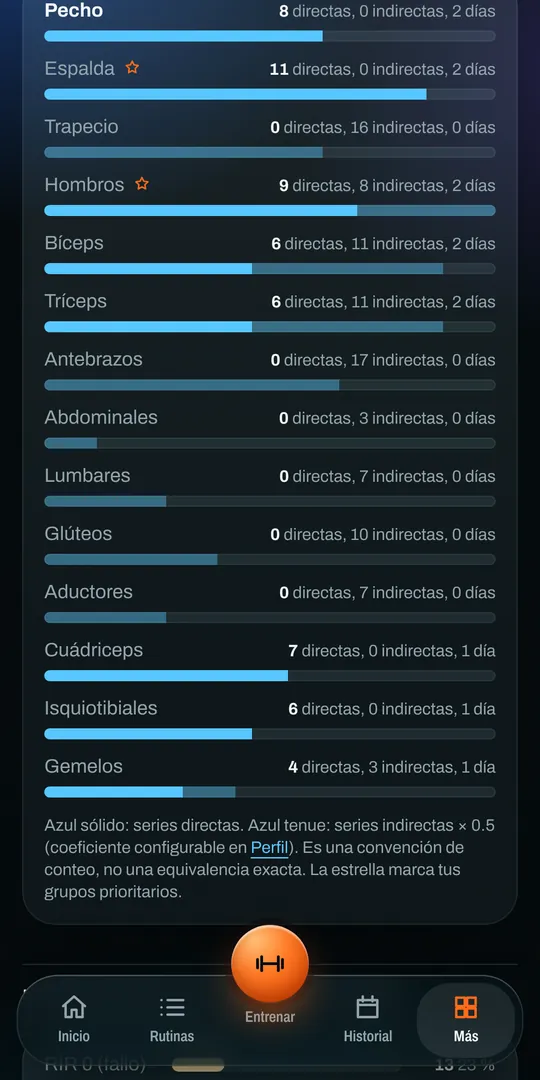 Pecho 8 directas, 0 indirectas, 2 días
Espalda 11 directas, 0 indirectas, 2 días
Trapecio 0 directas, 16 indirectas, 0 días
Hombros 9 directas, 8 indirectas, 2 días
Bíceps 6 directas, 11 indirectas, 2 días
Tríceps 6 directas, 11 indirectas, 2 días
Antebrazos 0 directas, 17 indirectas, 0 días
Abdominales 0 directas, 3 indirectas, 0 días
Lumbares 0 directas, 7 indirectas, 0 días
Glúteos 0 directas, 10 indirectas, 0 días
Aductores 0 directas, 7 indirectas, 0 días
Cuádriceps 7 directas, 0 indirectas, 1 día
Isquiotibiales 6 directas, 0 indirectas, 1 día
Gemelos 4 directas, 3 indirectas, 1 día
Azul sólido: series directas. Azul tenue: series indirectas × 0.5
(coeficiente configurable en Perfil). Es una convención de
conteo, no una equivalencia exacta. La estrella marca tus
grupos prioritarios.
Inicio Rutinas Entrenar Historial Más
RIR 0 (fallo) 13 23 %